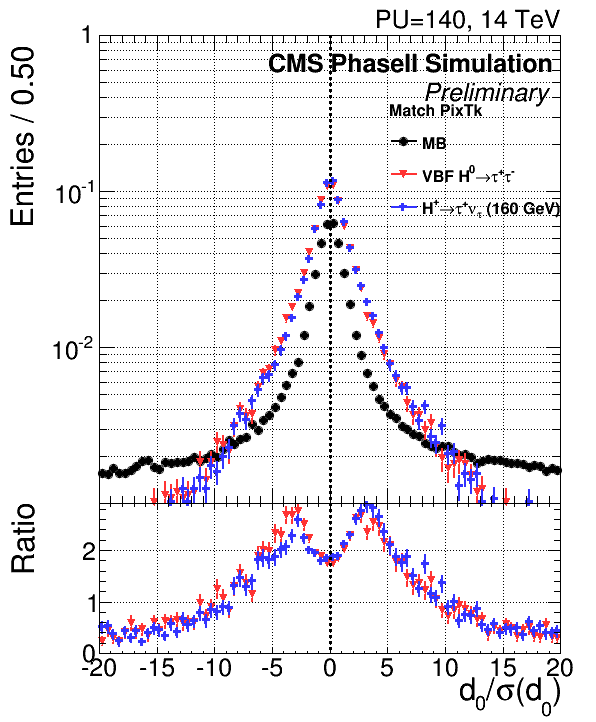 PU=140, 14 TeV
CMS PhaseII Simulation
Preliminary
Match PixTk
MB
VBF H⁰→τ⁺τ⁻
H⁺→τ⁺ν_τ (160 GeV)
Entries / 0.50
1
10⁻¹
10⁻²
Ratio
2
1
0
-20 -15 -10 -5 0 5 10 15 20
d₀/σ(d₀)